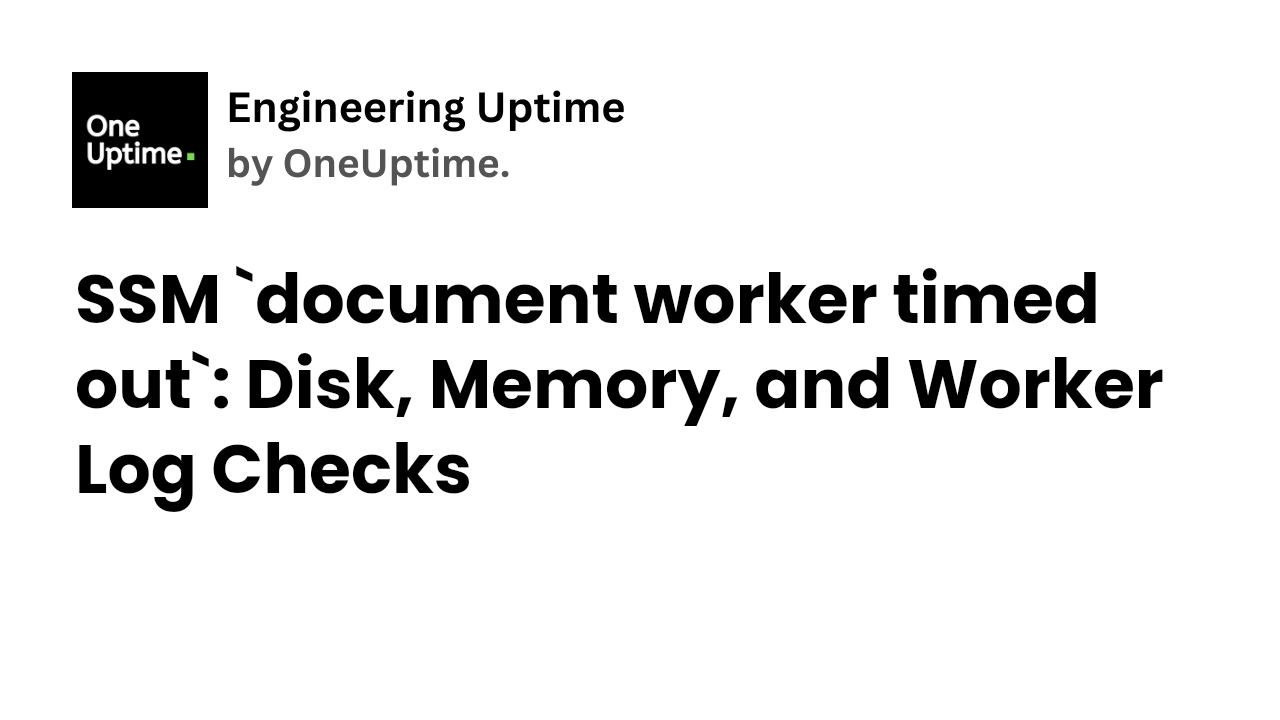 One
Uptime.
Engineering Uptime
by OneUptime.
SSM `document worker timed
out`: Disk, Memory, and Worker
Log Checks